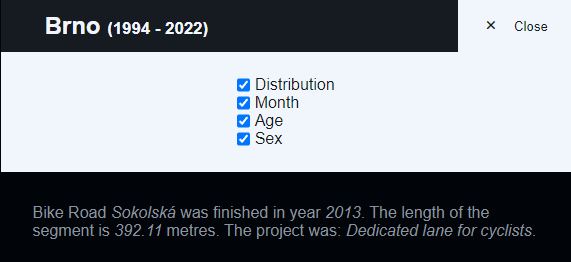 Brno (1994 - 2022)
× Close
Distribution
Month
Age
Sex
Bike Road Sokolská was finished in year 2013. The length of the
segment is 392.11 metres. The project was: Dedicated lane for cyclists.